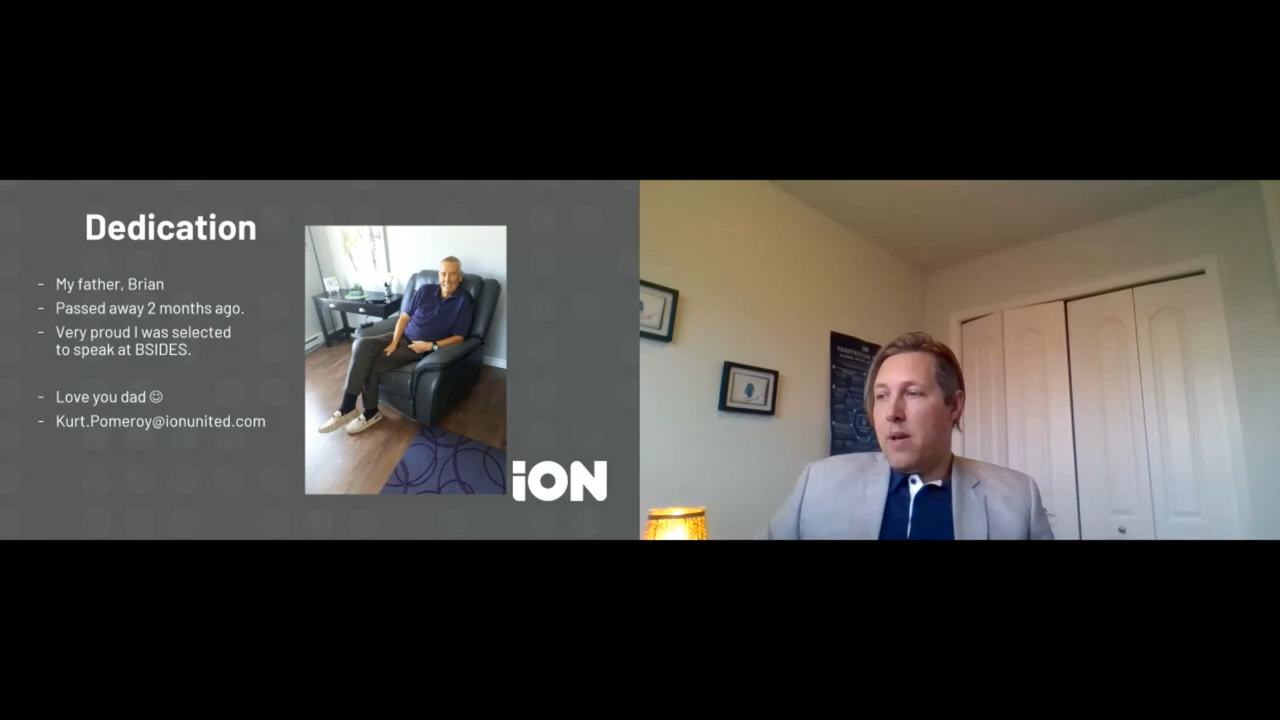 Dedication
- My father, Brian
- Passed away 2 months ago.
- Very proud I was selected
to speak at BSIDES.
- Love you dad ☺
- Kurt.Pomeroy@ionunited.com
iON